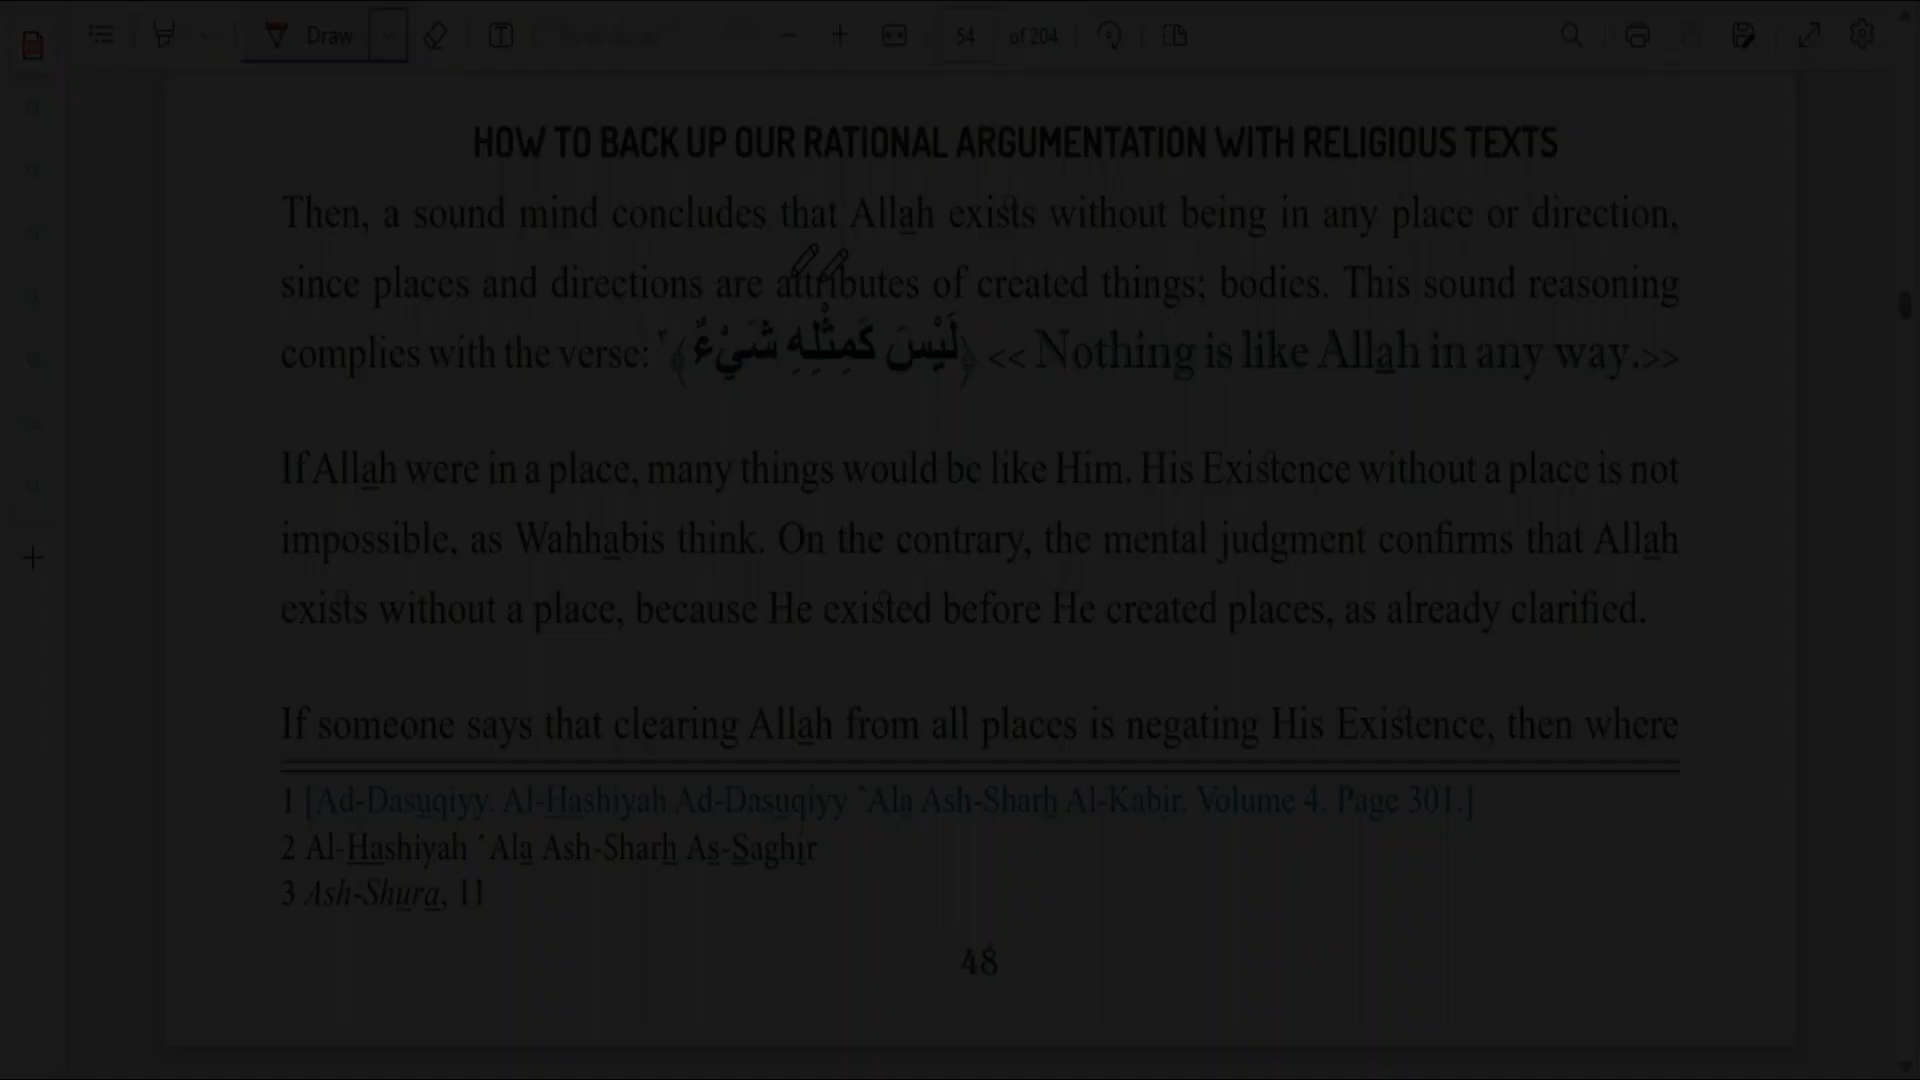 Draw
54 of 204
HOW TO BACK UP OUR RATIONAL ARGUMENTATION WITH RELIGIOUS TEXTS
Then, a sound mind concludes that Allah exists without being in any place or direction,
since places and directions are attributes of created things; bodies. This sound reasoning
complies with the verse: ﴿لَيْسَ كَمِثْلِهِ شَيْءٌ﴾٣ << Nothing is like Allah in any way.>>
If Allah were in a place, many things would be like Him. His Existence without a place is not
impossible, as Wahhabis think. On the contrary, the mental judgment confirms that Allah
exists without a place, because He existed before He created places, as already clarified.
If someone says that clearing Allah from all places is negating His Existence, then where
1 [Ad-Dasuqiyy. Al-Hashiyah Ad-Dasuqiyy `Ala Ash-Sharh Al-Kabir. Volume 4. Page 301.]
2 Al-Hashiyah `Ala Ash-Sharh As-Saghir
3 Ash-Shura, 11
48